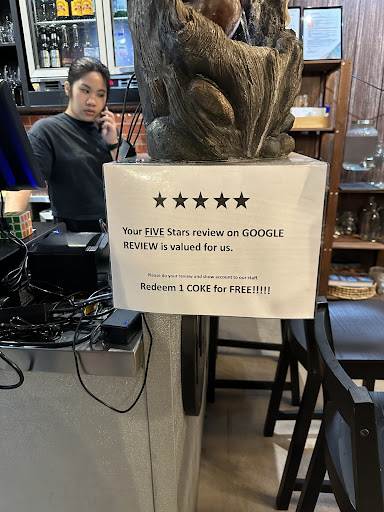 ★★★★★
Your FIVE Stars review on GOOGLE
REVIEW is valued for us.
Please do your review and show account to our staff.
Redeem 1 COKE for FREE!!!!!